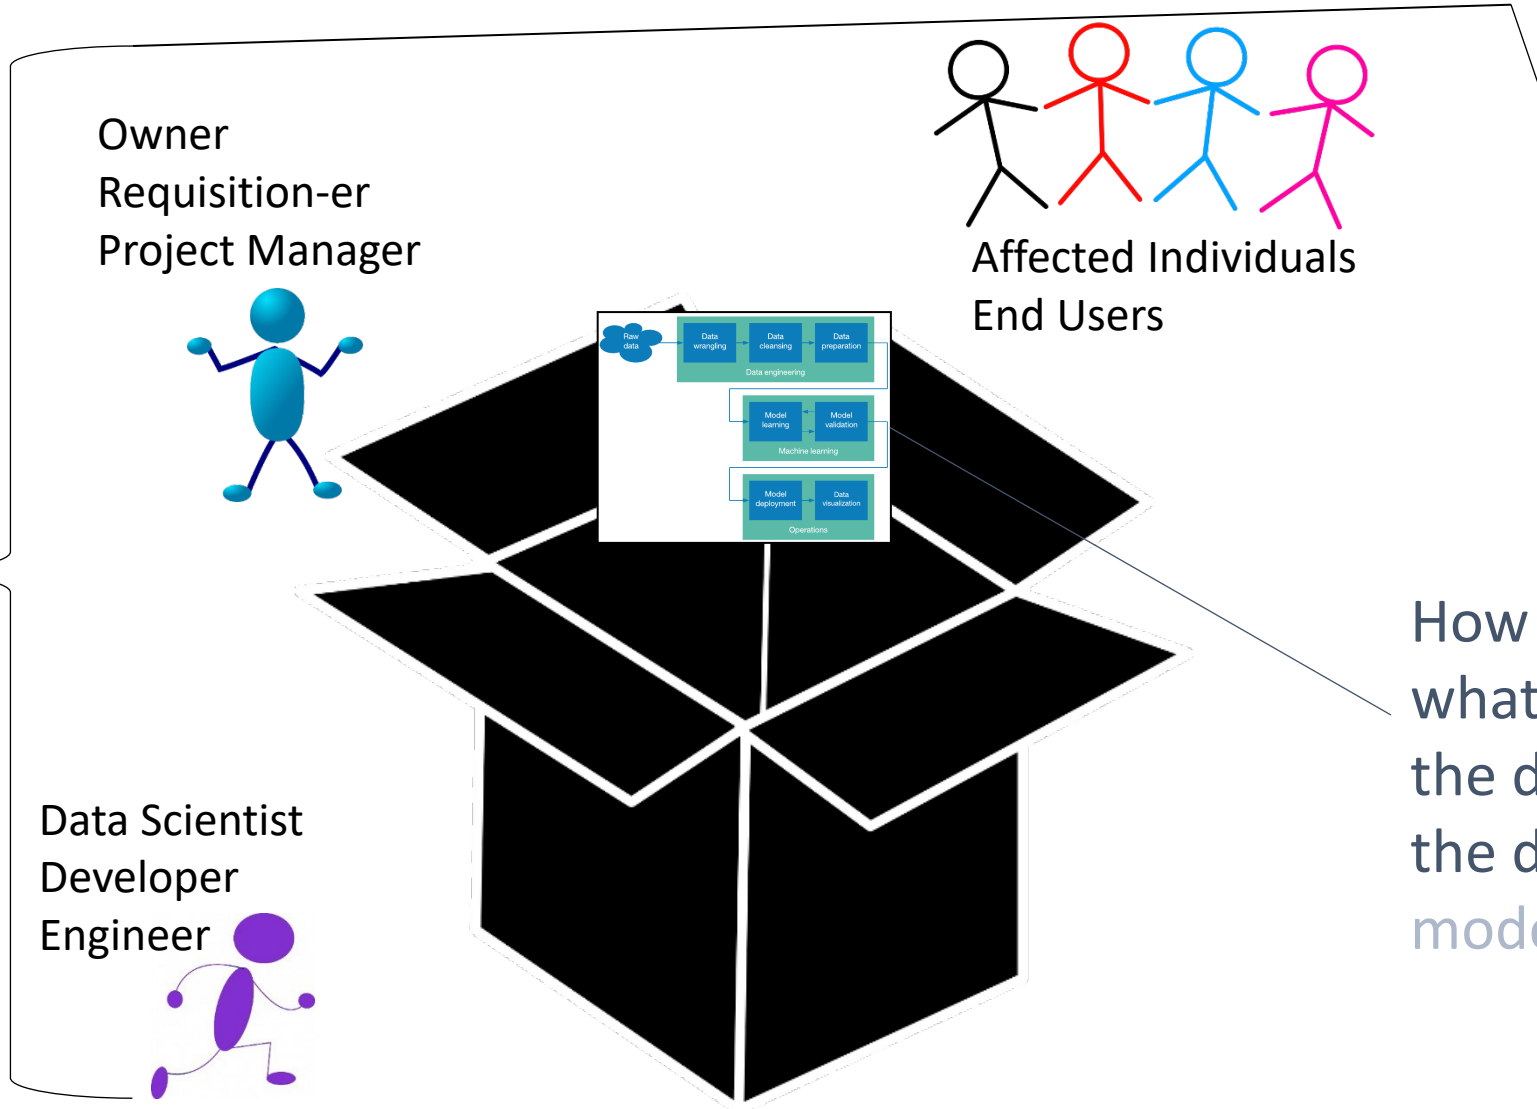 Owner
Requisition-er
Project Manager
Affected Individuals
End Users
Raw
data
Data
wrangling
Data
cleansing
Data
preparation
Data engineering
Model
learning
Model
validation
Machine learning
Model
deployment
Data
visualization
Operations
How
what
the d
the d
mode
Data Scientist
Developer
Engineer